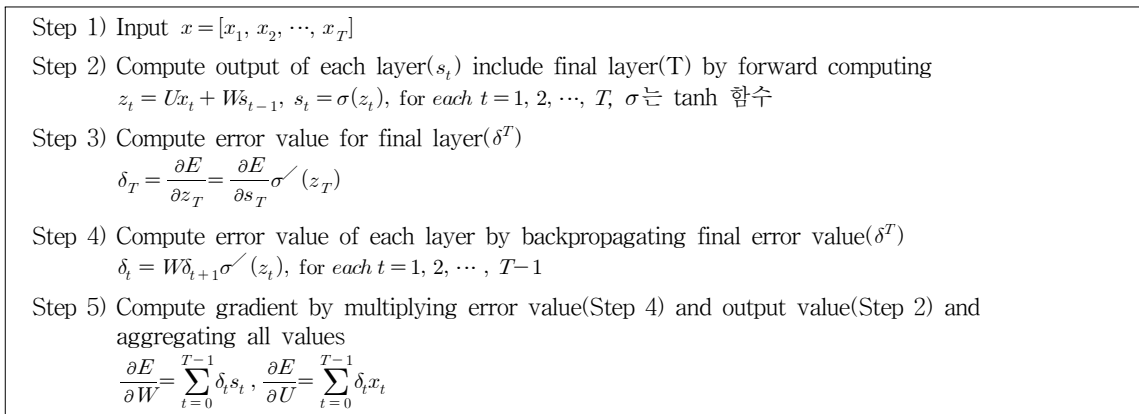 Step 1) Input x = [x₁, x₂, ⋯, x_T]
Step 2) Compute output of each layer(s_t) include final layer(T) by forward computing
z_t = Ux_t + Ws_{t−1}, s_t = σ(z_t), for each t = 1, 2, ⋯, T, σ는 tanh 함수
Step 3) Compute error value for final layer(δ^T)
δ_T = ∂E/∂z_T = ∂E/∂s_T σ′(z_T)
Step 4) Compute error value of each layer by backpropagating final error value(δ^T)
δ_t = Wδ_{t+1}σ′(z_t), for each t = 1, 2, ⋯ , T−1
Step 5) Compute gradient by multiplying error value(Step 4) and output value(Step 2) and
aggregating all values
∂E/∂W = ∑_{t=0}^{T−1} δ_t s_t , ∂E/∂U = ∑_{t=0}^{T−1} δ_t x_t